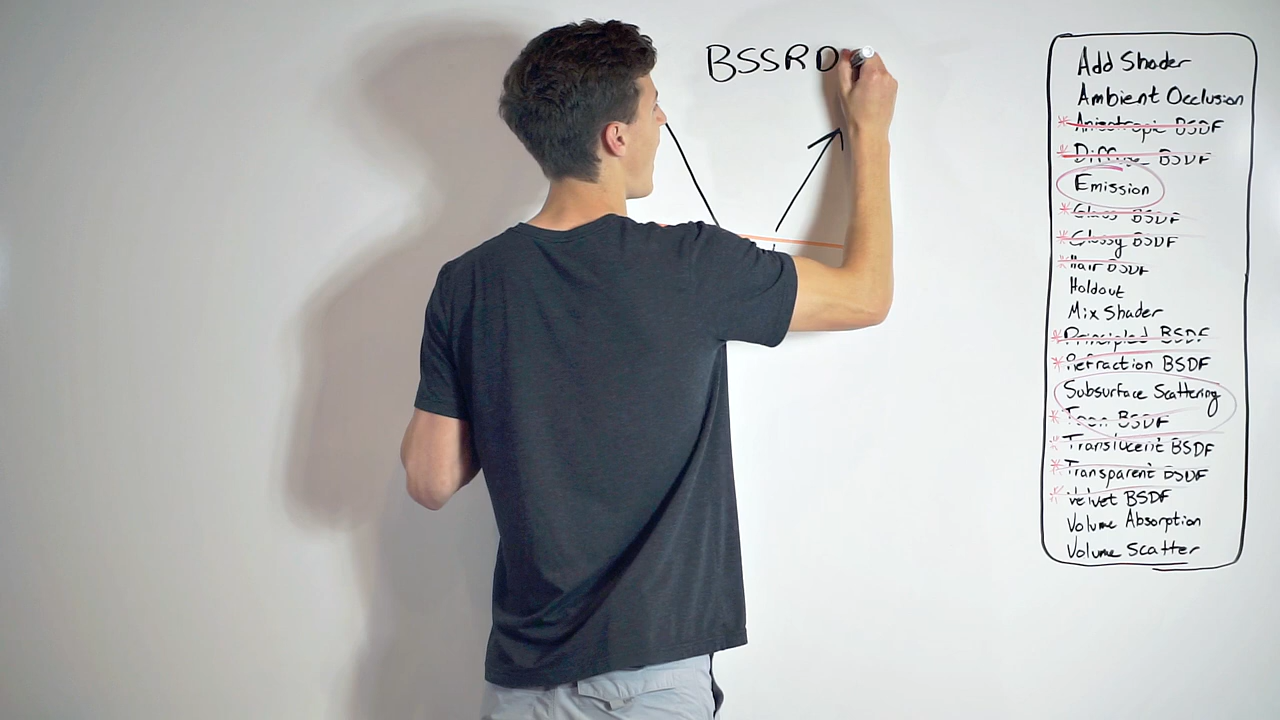 BSSRD
Add Shader
Ambient Occlusion
* Anisotropic BSDF
* Diffuse BSDF
Emission
* Glass BSDF
* Glossy BSDF
* Hair BSDF
Holdout
Mix Shader
* Principled BSDF
* Refraction BSDF
Subsurface Scattering
* Toon BSDF
* Translucent BSDF
* Transparent BSDF
* Velvet BSDF
Volume Absorption
Volume Scatter